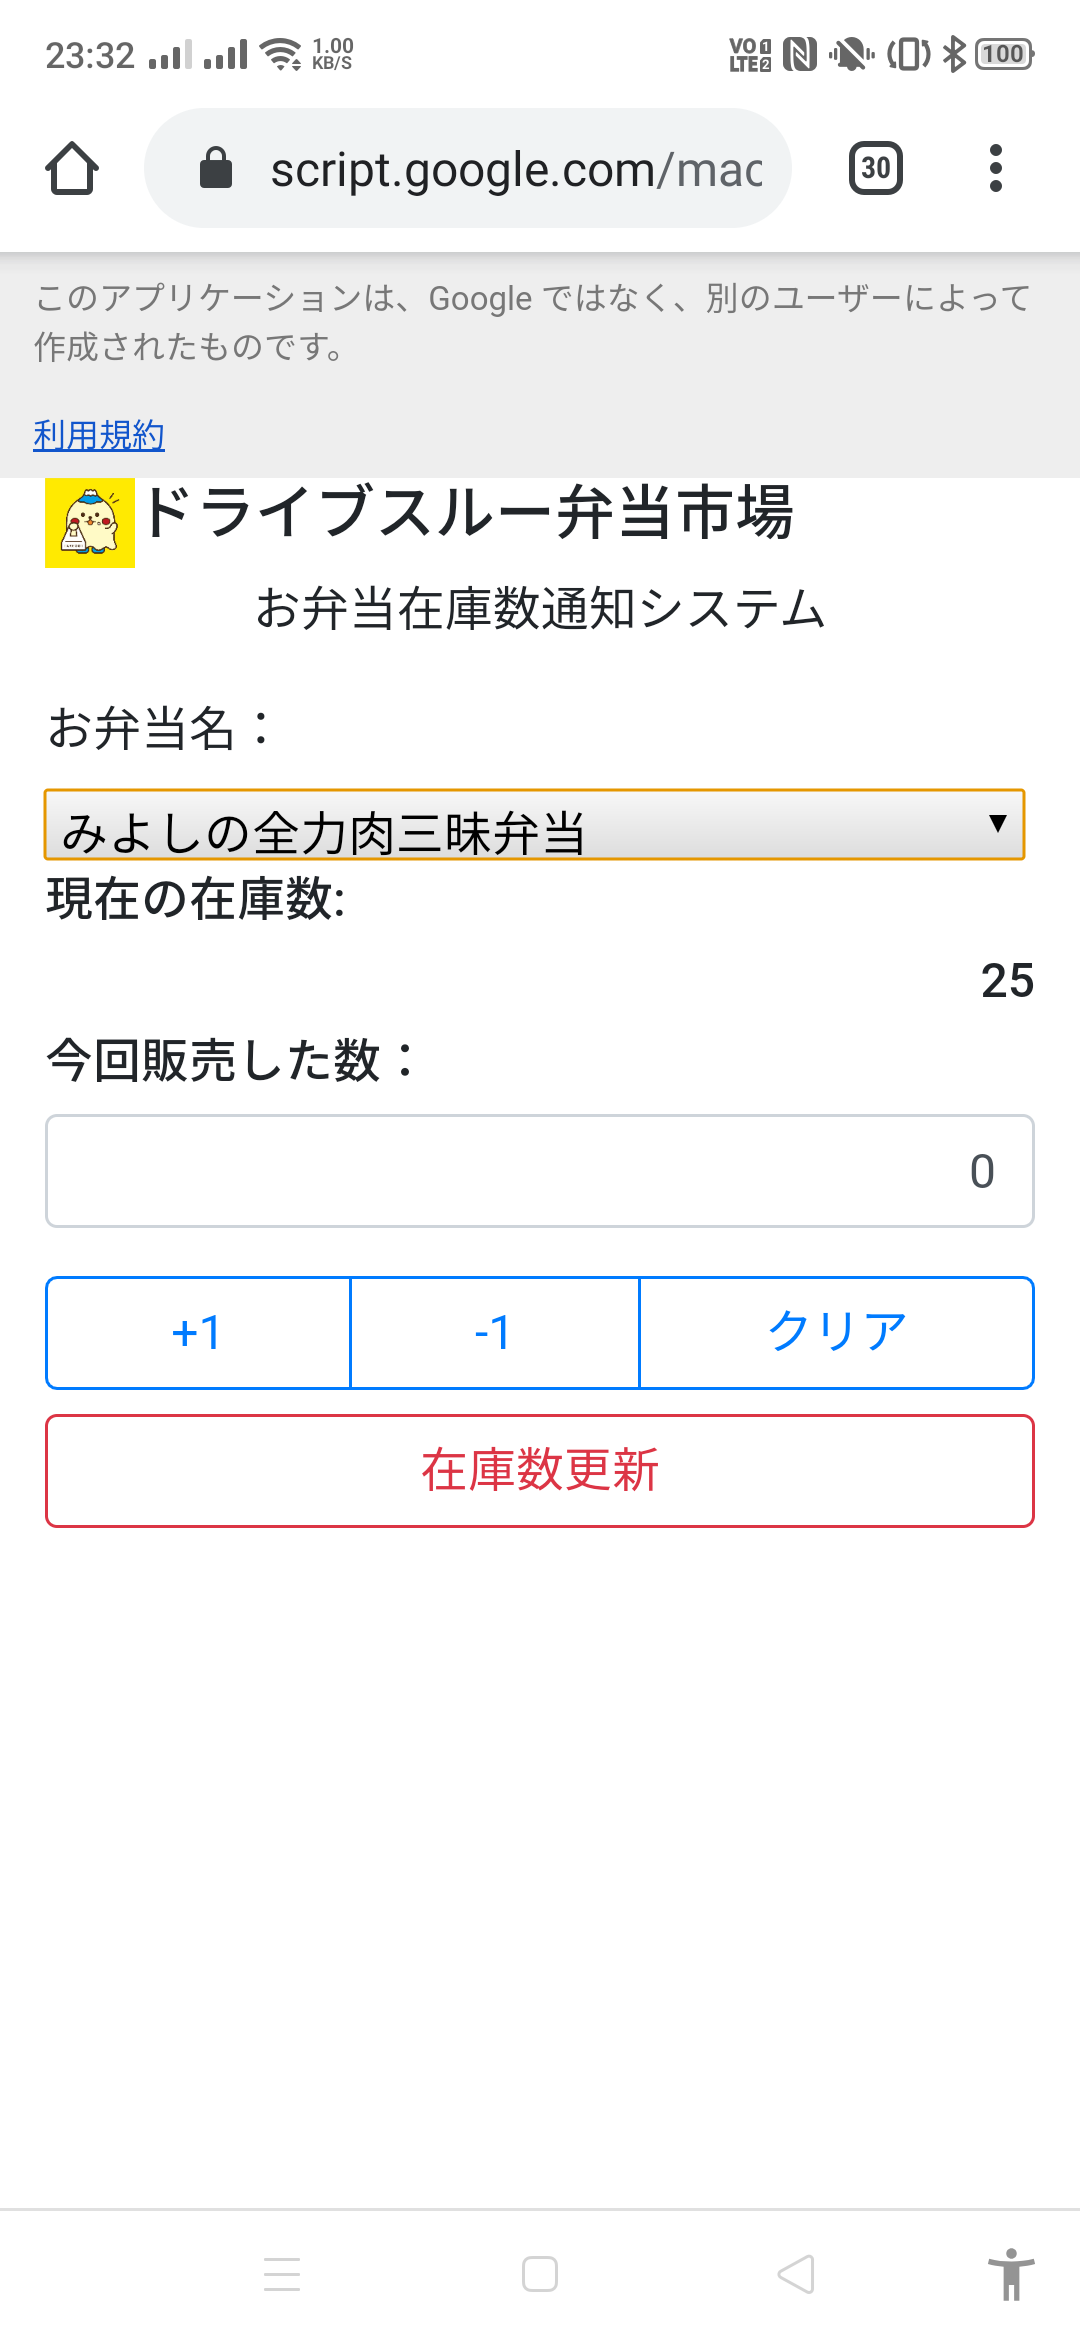 23:32
1.00
KB/S
VO 1
LTE 2
100
script.google.com/mac
30
このアプリケーションは、Google ではなく、別のユーザーによって
作成されたものです。
利用規約
ドライブスルー弁当市場
お弁当在庫数通知システム
お弁当名：
みよしの全力肉三昧弁当
現在の在庫数:
25
今回販売した数：
0
+1
-1
クリア
在庫数更新